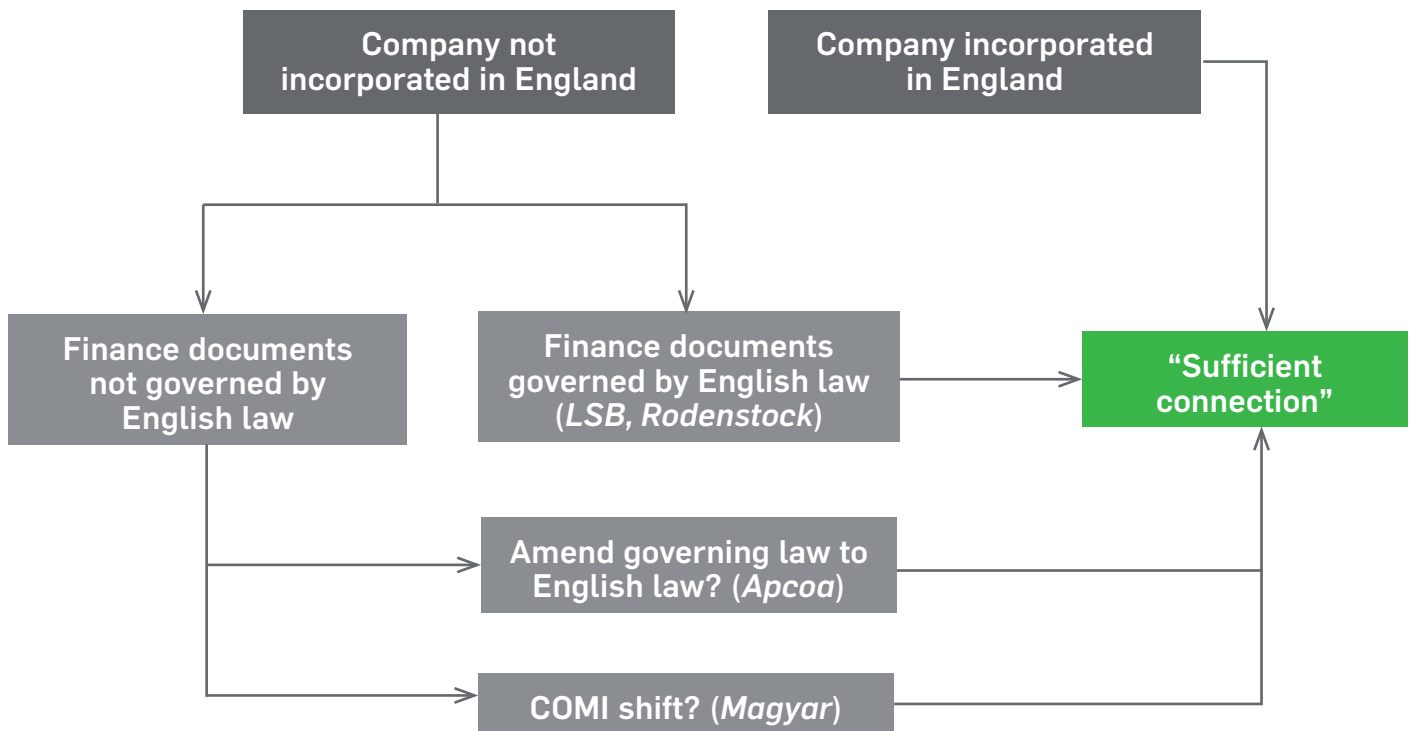 Company not
incorporated in England
Company incorporated
in England
Finance documents
not governed by
English law
Finance documents
governed by English law
(LSB, Rodenstock)
“Sufficient
connection”
Amend governing law to
English law? (Apcoa)
COMI shift? (Magyar)